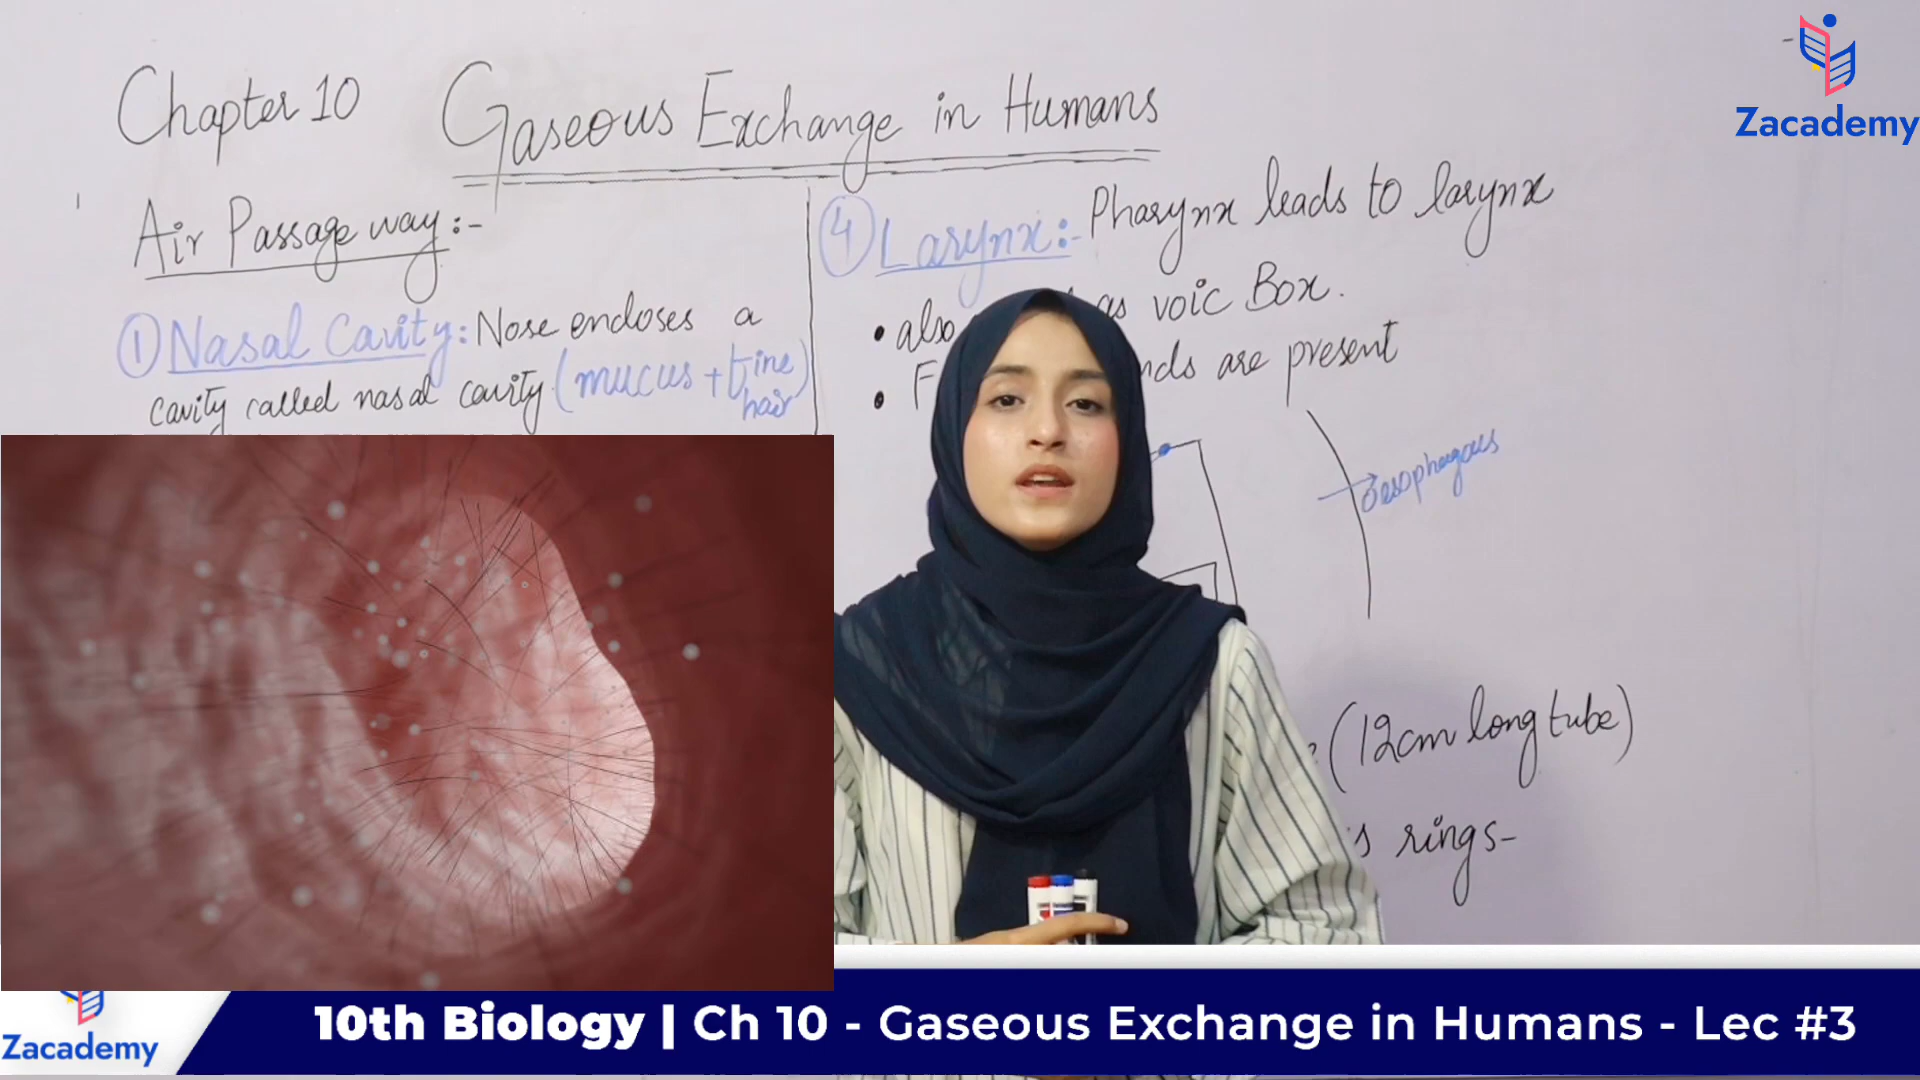 Zacademy
Chapter 10 Gaseous Exchange in Humans
Air Passage way:-
① Nasal Cavity: Nose encloses a
cavity called nasal cavity (mucus + fine
hair)
④ Larynx:- Pharynx leads to larynx
• also as voic Box.
• are present
oesophagous
(12cm long tube)
rings-
Zacademy
10th Biology | Ch 10 - Gaseous Exchange in Humans - Lec #3